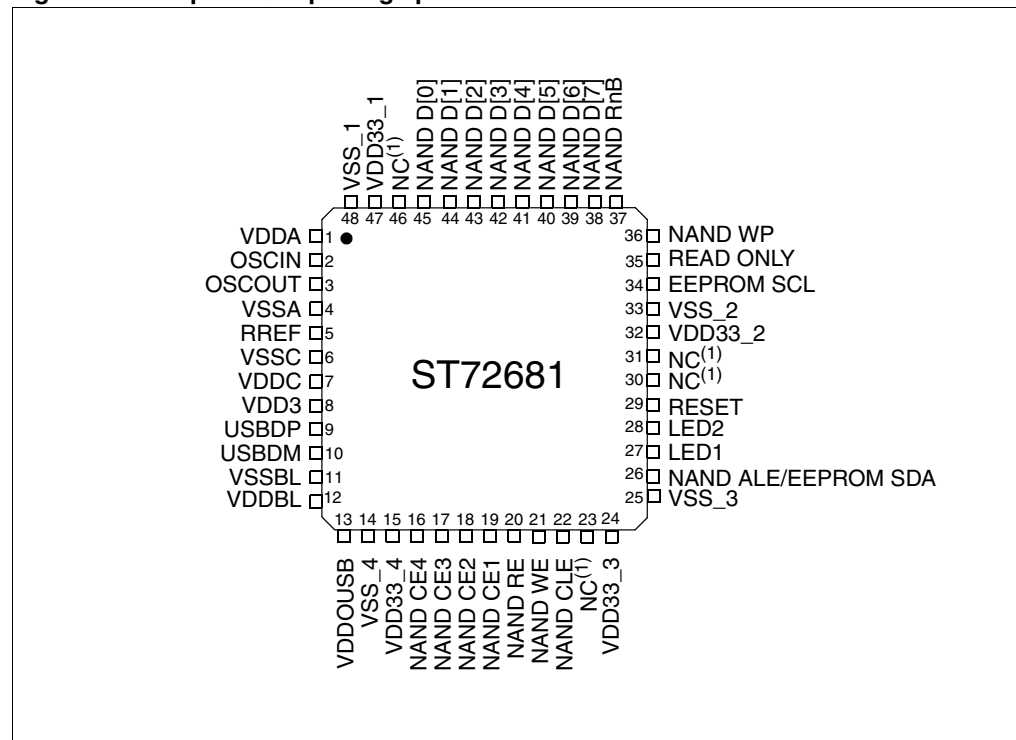 VSS_1
VDD33_1
NC(1)
NAND D[0]
NAND D[1]
NAND D[2]
NAND D[3]
NAND D[4]
NAND D[5]
NAND D[6]
NAND D[7]
NAND RnB
48 47 46 45 44 43 42 41 40 39 38 37
VDDA 1
OSCIN 2
OSCOUT 3
VSSA 4
RREF 5
VSSC 6
VDDC 7
VDD3 8
USBDP 9
USBDM 10
VSSBL 11
VDDBL 12
ST72681
36 NAND WP
35 READ ONLY
34 EEPROM SCL
33 VSS_2
32 VDD33_2
31 NC(1)
30 NC(1)
29 RESET
28 LED2
27 LED1
26 NAND ALE/EEPROM SDA
25 VSS_3
13 14 15 16 17 18 19 20 21 22 23 24
VDDOUSB
VSS_4
VDD33_4
NAND CE4
NAND CE3
NAND CE2
NAND CE1
NAND RE
NAND WE
NAND CLE
NC(1)
VDD33_3